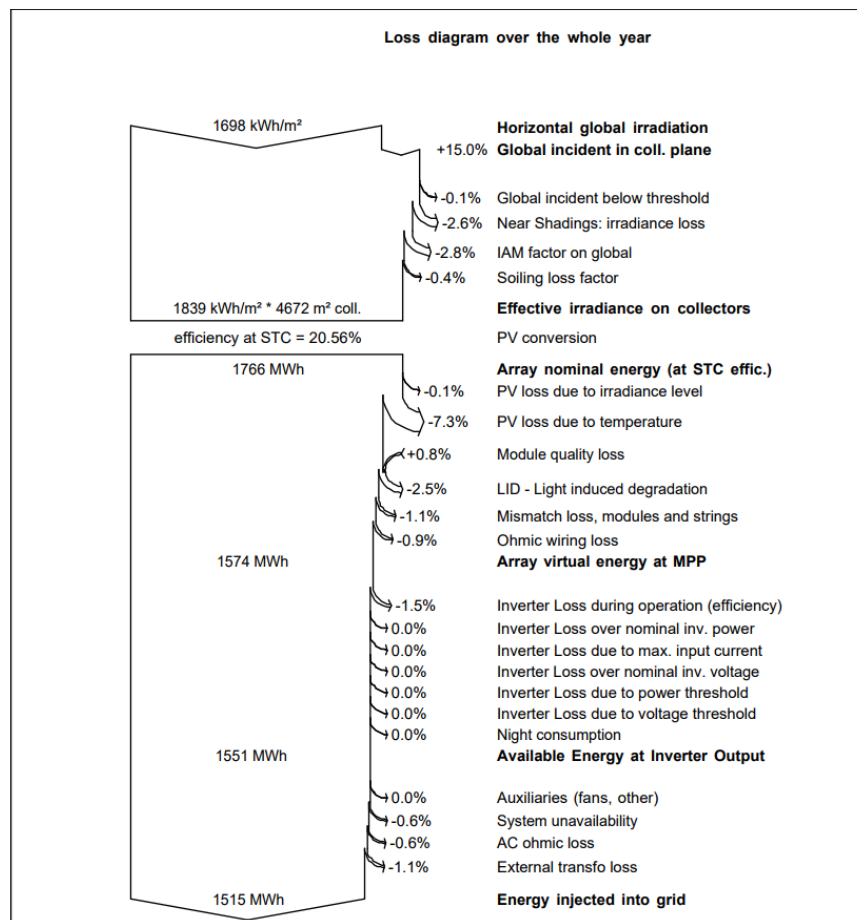 Loss diagram over the whole year
1698 kWh/m² Horizontal global irradiation
+15.0% Global incident in coll. plane
-0.1% Global incident below threshold
-2.6% Near Shadings: irradiance loss
-2.8% IAM factor on global
-0.4% Soiling loss factor
1839 kWh/m² * 4672 m² coll. Effective irradiance on collectors
efficiency at STC = 20.56% PV conversion
1766 MWh Array nominal energy (at STC effic.)
-0.1% PV loss due to irradiance level
-7.3% PV loss due to temperature
+0.8% Module quality loss
-2.5% LID - Light induced degradation
-1.1% Mismatch loss, modules and strings
-0.9% Ohmic wiring loss
1574 MWh Array virtual energy at MPP
-1.5% Inverter Loss during operation (efficiency)
0.0% Inverter Loss over nominal inv. power
0.0% Inverter Loss due to max. input current
0.0% Inverter Loss over nominal inv. voltage
0.0% Inverter Loss due to power threshold
0.0% Inverter Loss due to voltage threshold
0.0% Night consumption
1551 MWh Available Energy at Inverter Output
0.0% Auxiliaries (fans, other)
-0.6% System unavailability
-0.6% AC ohmic loss
-1.1% External transfo loss
1515 MWh Energy injected into grid